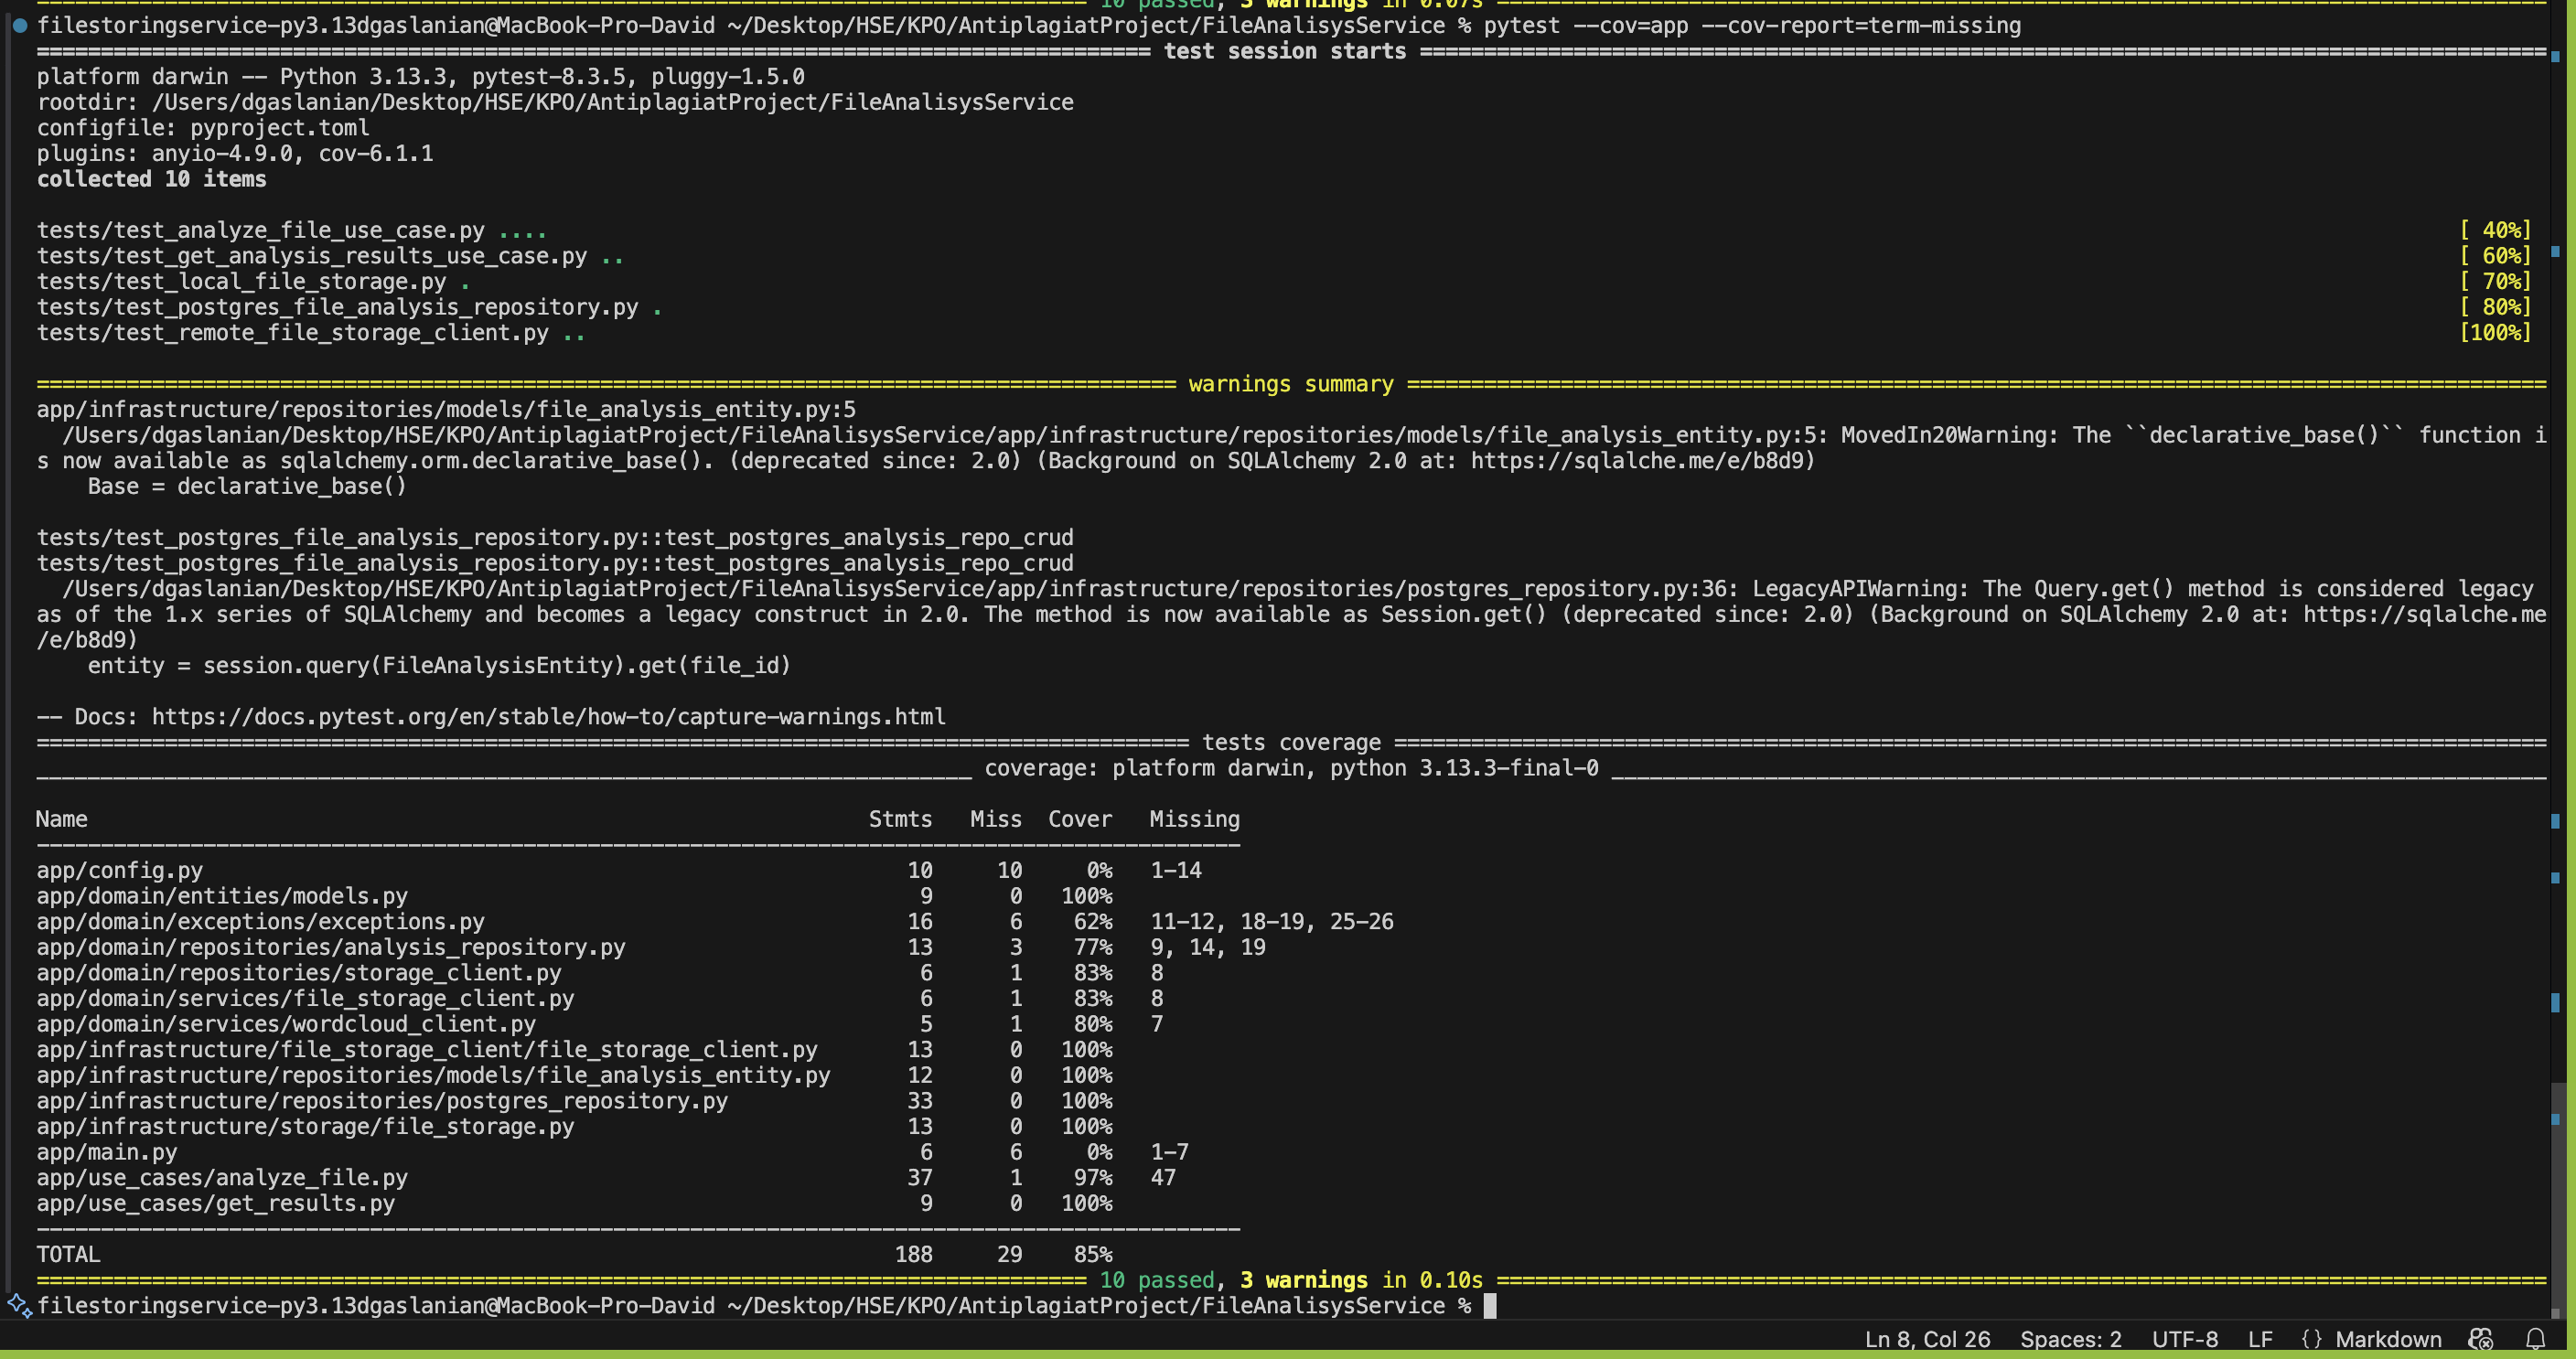 10 passed, 3 warnings in 0.07s
filestoringservice-py3.13dgaslanian@MacBook-Pro-David ~/Desktop/HSE/KPO/AntiplagiatProject/FileAnalisysService % pytest --cov=app --cov-report=term-missing
test session starts
platform darwin -- Python 3.13.3, pytest-8.3.5, pluggy-1.5.0
rootdir: /Users/dgaslanian/Desktop/HSE/KPO/AntiplagiatProject/FileAnalisysService
configfile: pyproject.toml
plugins: anyio-4.9.0, cov-6.1.1
collected 10 items
tests/test_analyze_file_use_case.py .... [ 40%]
tests/test_get_analysis_results_use_case.py .. [ 60%]
tests/test_local_file_storage.py . [ 70%]
tests/test_postgres_file_analysis_repository.py . [ 80%]
tests/test_remote_file_storage_client.py .. [100%]
warnings summary
app/infrastructure/repositories/models/file_analysis_entity.py:5
/Users/dgaslanian/Desktop/HSE/KPO/AntiplagiatProject/FileAnalisysService/app/infrastructure/repositories/models/file_analysis_entity.py:5: MovedIn20Warning: The ``declarative_base()`` function i
s now available as sqlalchemy.orm.declarative_base(). (deprecated since: 2.0) (Background on SQLAlchemy 2.0 at: https://sqlalche.me/e/b8d9)
Base = declarative_base()
tests/test_postgres_file_analysis_repository.py::test_postgres_analysis_repo_crud
tests/test_postgres_file_analysis_repository.py::test_postgres_analysis_repo_crud
/Users/dgaslanian/Desktop/HSE/KPO/AntiplagiatProject/FileAnalisysService/app/infrastructure/repositories/postgres_repository.py:36: LegacyAPIWarning: The Query.get() method is considered legacy
as of the 1.x series of SQLAlchemy and becomes a legacy construct in 2.0. The method is now available as Session.get() (deprecated since: 2.0) (Background on SQLAlchemy 2.0 at: https://sqlalche.me
/e/b8d9)
entity = session.query(FileAnalysisEntity).get(file_id)
-- Docs: https://docs.pytest.org/en/stable/how-to/capture-warnings.html
tests coverage
coverage: platform darwin, python 3.13.3-final-0
Name Stmts Miss Cover Missing
app/config.py 10 10 0% 1-14
app/domain/entities/models.py 9 0 100%
app/domain/exceptions/exceptions.py 16 6 62% 11-12, 18-19, 25-26
app/domain/repositories/analysis_repository.py 13 3 77% 9, 14, 19
app/domain/repositories/storage_client.py 6 1 83% 8
app/domain/services/file_storage_client.py 6 1 83% 8
app/domain/services/wordcloud_client.py 5 1 80% 7
app/infrastructure/file_storage_client/file_storage_client.py 13 0 100%
app/infrastructure/repositories/models/file_analysis_entity.py 12 0 100%
app/infrastructure/repositories/postgres_repository.py 33 0 100%
app/infrastructure/storage/file_storage.py 13 0 100%
app/main.py 6 6 0% 1-7
app/use_cases/analyze_file.py 37 1 97% 47
app/use_cases/get_results.py 9 0 100%
TOTAL 188 29 85%
10 passed, 3 warnings in 0.10s
filestoringservice-py3.13dgaslanian@MacBook-Pro-David ~/Desktop/HSE/KPO/AntiplagiatProject/FileAnalisysService %
Ln 8, Col 26 Spaces: 2 UTF-8 LF {} Markdown